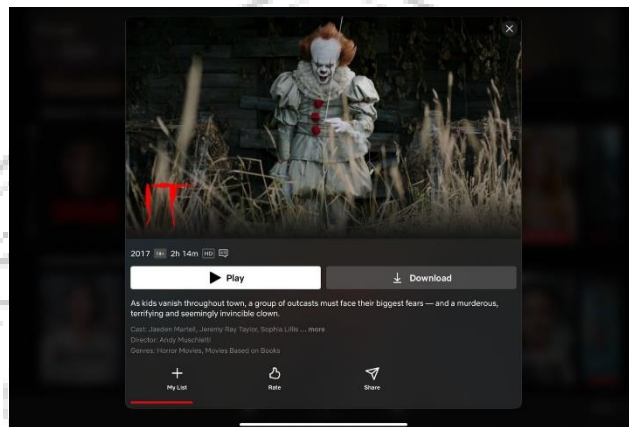 IT
2017 18+ 2h 14m HD
Play
Download
As kids vanish throughout town, a group of outcasts must face their biggest fears — and a murderous,
terrifying and seemingly invincible clown.
Cast: Jaeden Martell, Jeremy Ray Taylor, Sophia Lillis ... more
Director: Andy Muschietti
Genres: Horror Movies, Movies Based on Books
My List
Rate
Share